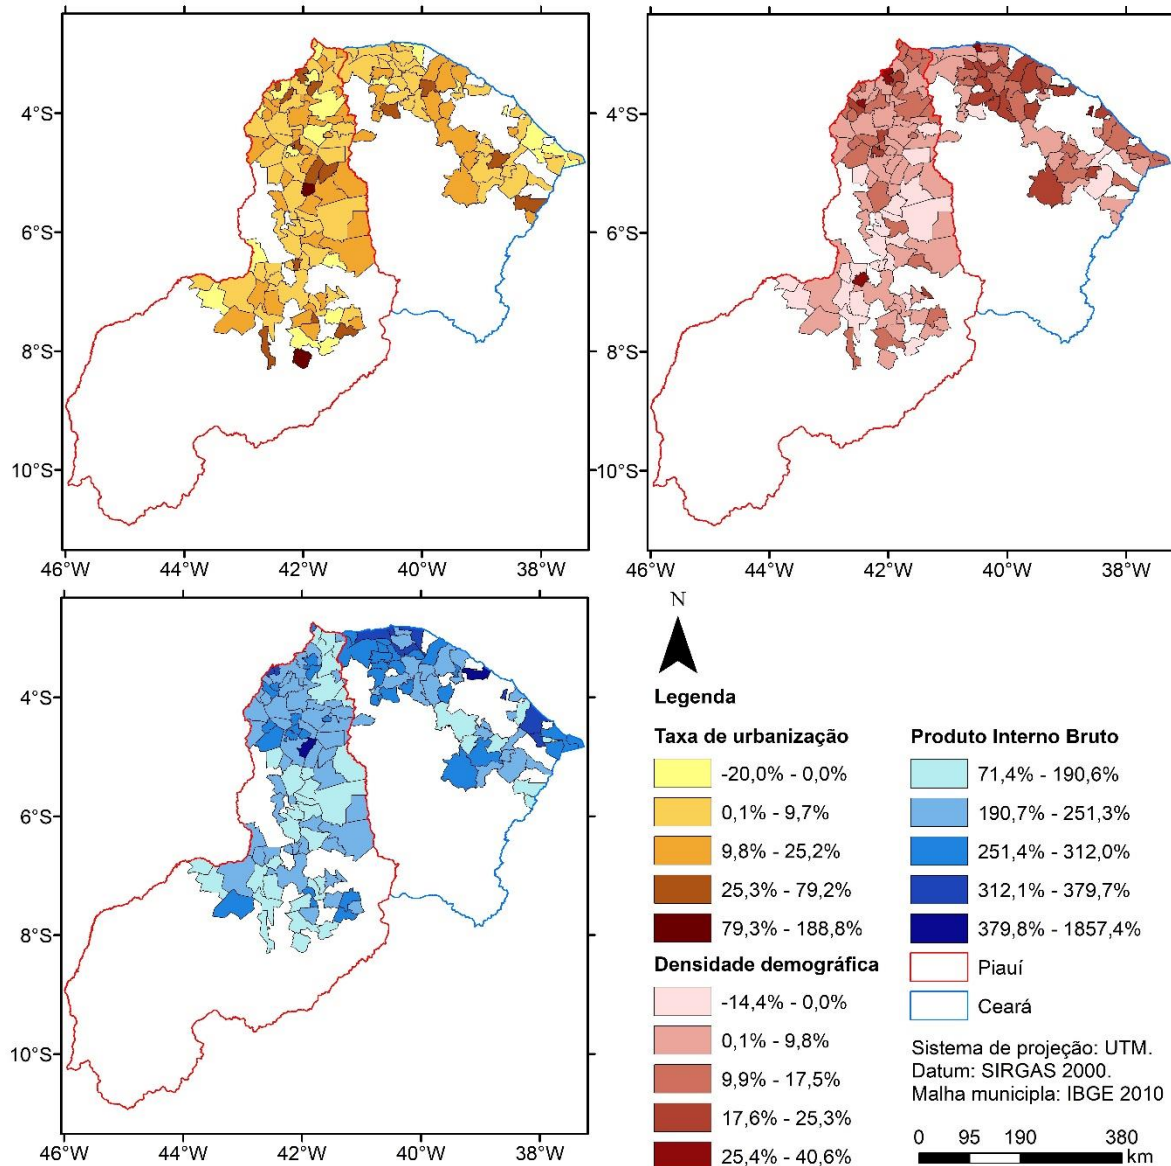 4°S
6°S
8°S
10°S
46°W 44°W 42°W 40°W 38°W
4°S
6°S
8°S
10°S
46°W 44°W 42°W 40°W 38°W
4°S
6°S
8°S
10°S
46°W 44°W 42°W 40°W 38°W
N
Legenda
Taxa de urbanização
-20,0% - 0,0%
0,1% - 9,7%
9,8% - 25,2%
25,3% - 79,2%
79,3% - 188,8%
Densidade demográfica
-14,4% - 0,0%
0,1% - 9,8%
9,9% - 17,5%
17,6% - 25,3%
25,4% - 40,6%
Produto Interno Bruto
71,4% - 190,6%
190,7% - 251,3%
251,4% - 312,0%
312,1% - 379,7%
379,8% - 1857,4%
Piauí
Ceará
Sistema de projeção: UTM.
Datum: SIRGAS 2000.
Malha municipla: IBGE 2010
0 95 190 380
km